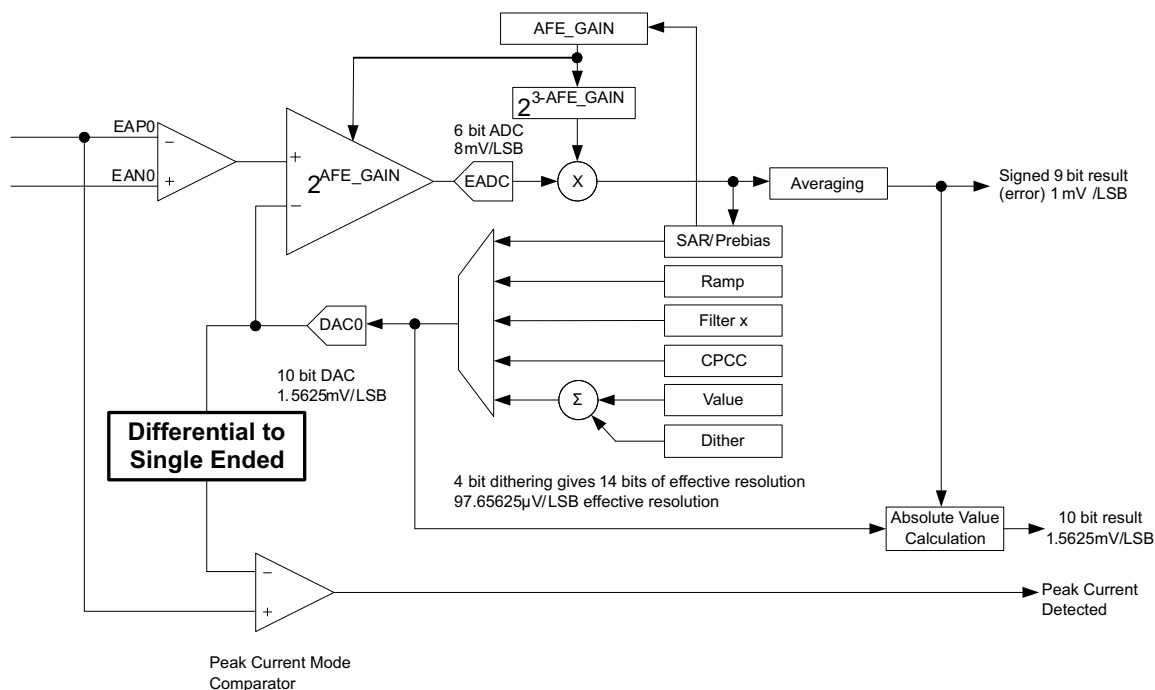 AFE_GAIN
2 3-AFE_GAIN
6 bit ADC
8mV/LSB
EAP0
−
EAN0
+
+
2 AFE_GAIN
−
EADC
X
Averaging
Signed 9 bit result
(error) 1 mV /LSB
SAR/Prebias
Ramp
Filter x
CPCC
Value
Dither
Σ
DAC0
10 bit DAC
1.5625mV/LSB
Differential to
Single Ended
4 bit dithering gives 14 bits of effective resolution
97.65625μV/LSB effective resolution
Absolute Value
Calculation
10 bit result
1.5625mV/LSB
−
+
Peak Current
Detected
Peak Current Mode
Comparator